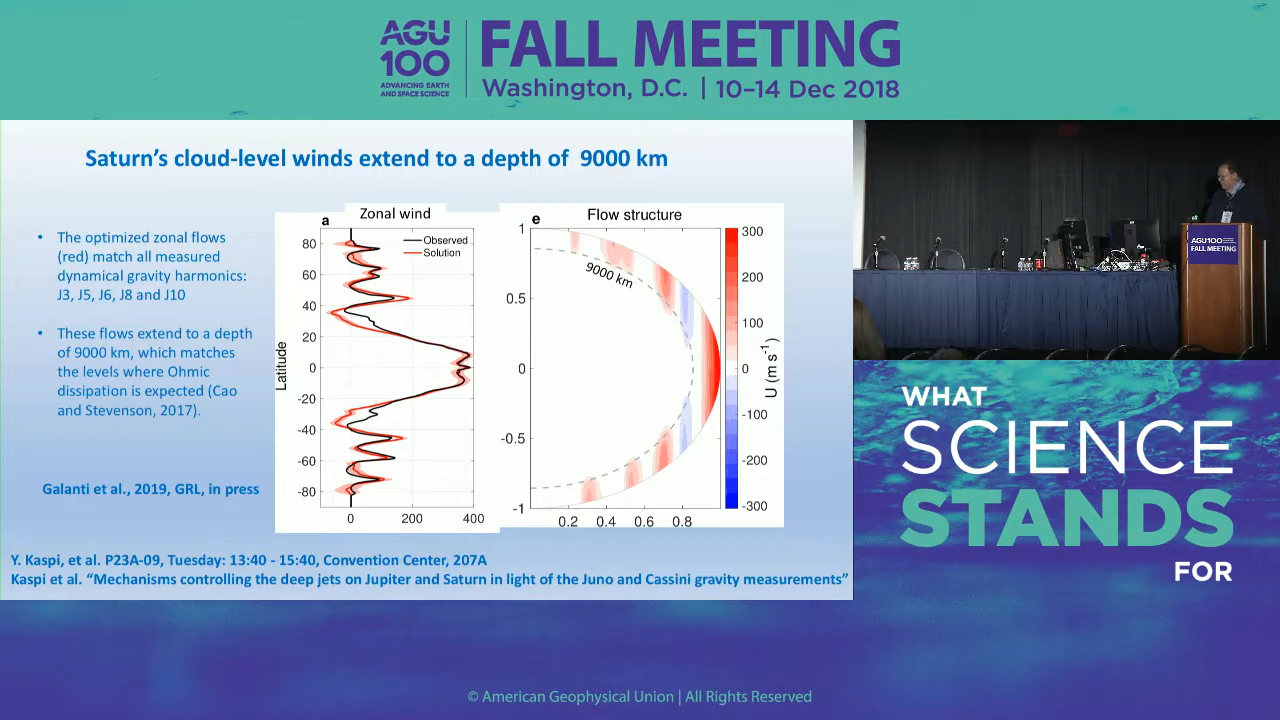 AGU
100
ADVANCING EARTH
AND SPACE SCIENCE
FALL MEETING
Washington, D.C. | 10–14 Dec 2018
Saturn’s cloud-level winds extend to a depth of 9000 km
• The optimized zonal flows
(red) match all measured
dynamical gravity harmonics:
J3, J5, J6, J8 and J10
• These flows extend to a depth
of 9000 km, which matches
the levels where Ohmic
dissipation is expected (Cao
and Stevenson, 2017).
Galanti et al., 2019, GRL, in press
a
Zonal wind
Observed
Solution
Latitude
80
60
40
20
0
-20
-40
-60
-80
0 200 400
e
Flow structure
9000 km
1
0.5
0
-0.5
-1
0.2 0.4 0.6 0.8
300
200
100
0
-100
-200
-300
U (m s-1)
Y. Kaspi, et al. P23A-09, Tuesday: 13:40 - 15:40, Convention Center, 207A
Kaspi et al. “Mechanisms controlling the deep jets on Jupiter and Saturn in light of the Juno and Cassini gravity measurements”
AGU100
FALL MEETING
WHAT
SCIENCE
STANDS
FOR
© American Geophysical Union | All Rights Reserved